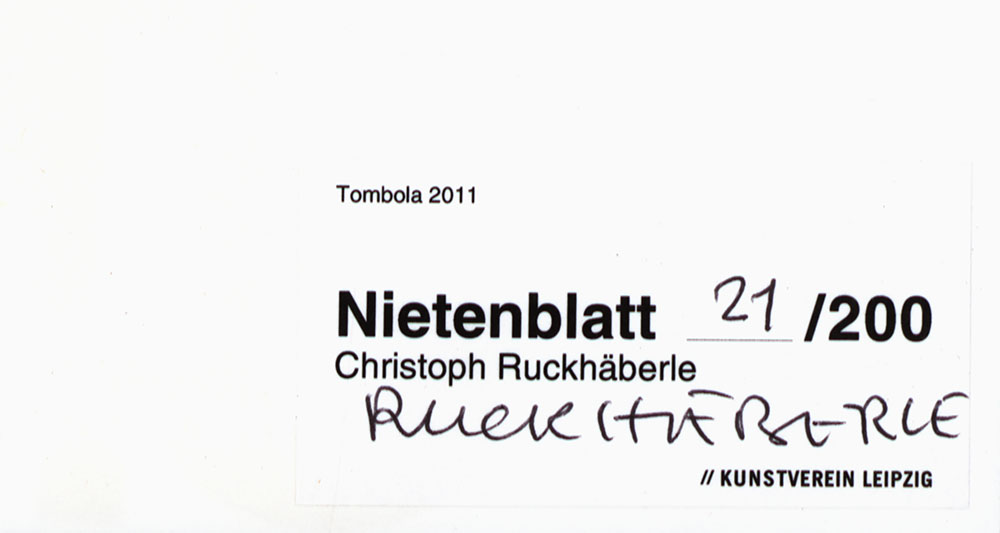 Tombola 2011
Nietenblatt 21 /200
Christoph Ruckhäberle
RUCKHÄBERLE
// KUNSTVEREIN LEIPZIG